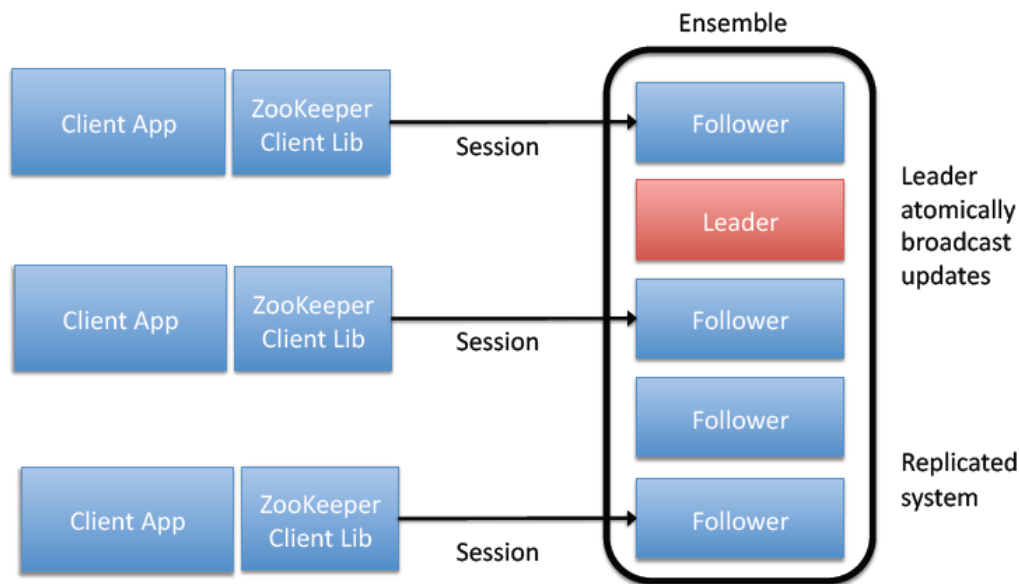 Ensemble
Client App
ZooKeeper
Client Lib
Session
Follower
Leader
Leader
atomically
broadcast
updates
Client App
ZooKeeper
Client Lib
Session
Follower
Follower
Replicated
system
Client App
ZooKeeper
Client Lib
Session
Follower